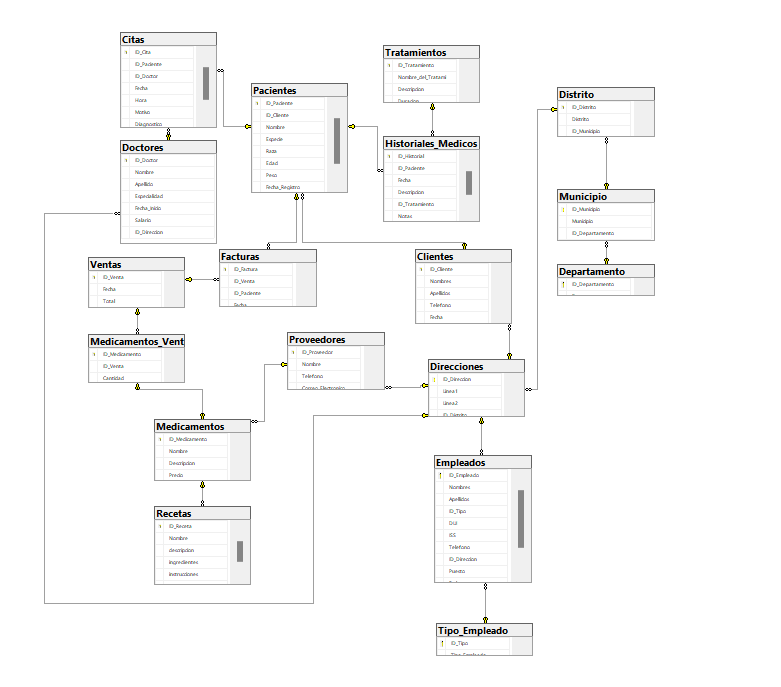 Citas
ID_Cita
ID_Paciente
ID_Doctor
Fecha
Hora
Motivo
Diagnostico
Doctores
ID_Doctor
Nombre
Apellido
Especialidad
Fecha_Inicio
Salario
ID_Direccion
Pacientes
ID_Paciente
ID_Cliente
Nombre
Especie
Raza
Edad
Peso
Fecha_Registro
Tratamientos
ID_Tratamiento
Nombre_del_Tratami
Descripcion
Duracion
Historiales_Medicos
ID_Historial
ID_Paciente
Fecha
Descripcion
ID_Tratamiento
Notas
Distrito
ID_Distrito
Distrito
ID_Municipio
Municipio
ID_Municipio
Municipio
ID_Departamento
Departamento
ID_Departamento
Ventas
ID_Venta
Fecha
Total
Facturas
ID_Factura
ID_Venta
ID_Paciente
Fecha
Clientes
ID_Cliente
Nombres
Apellidos
Telefono
Fecha
Medicamentos_Vent
ID_Medicamento
ID_Venta
Cantidad
Proveedores
ID_Proveedor
Nombre
Telefono
Correo_Electronico
Direcciones
ID_Direccion
Linea1
Linea2
ID_Distrito
Medicamentos
ID_Medicamento
Nombre
Descripcion
Precio
Recetas
ID_Receta
Nombre
descripcion
ingredientes
instrucciones
Empleados
ID_Empleado
Nombres
Apellidos
ID_Tipo
DUI
ISS
Telefono
ID_Direccion
Puesto
Tipo_Empleado
ID_Tipo
Tipo_Empleado